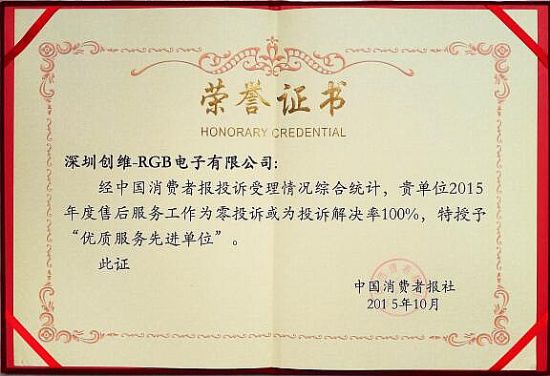 荣誉证书
HONORARY CREDENTIAL
深圳创维-RGB电子有限公司:
经中国消费者报投诉受理情况综合统计，贵单位2015
年度售后服务工作为零投诉或为投诉解决率100%，特授予
“优质服务先进单位”。
此证
中国消费者报社
2015年10月